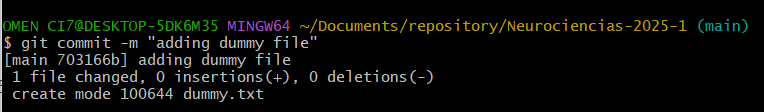 OMEN CI7@DESKTOP-5DK6M35 MINGW64 ~/Documents/repository/Neurociencias-2025-1 (main)
$ git commit -m "adding dummy file"
[main 703166b] adding dummy file
 1 file changed, 0 insertions(+), 0 deletions(-)
 create mode 100644 dummy.txt